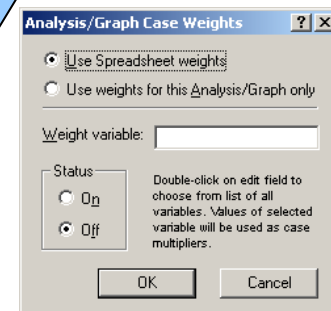 Analysis/Graph Case Weights
Use Spreadsheet weights
Use weights for this Analysis/Graph only
Weight variable:
Status
On
Off
Double-click on edit field to
choose from list of all
variables. Values of selected
variable will be used as case
multipliers.
OK
Cancel